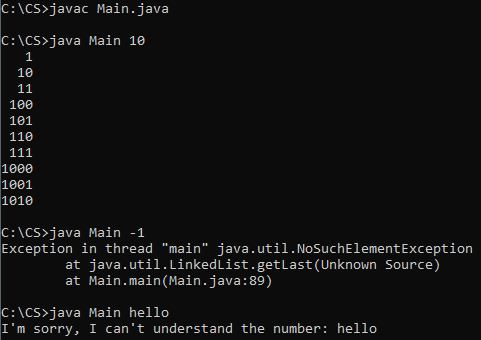 C:\CS>javac Main.java
C:\CS>java Main 10
   1
  10
  11
 100
 101
 110
 111
1000
1001
1010
C:\CS>java Main -1
Exception in thread "main" java.util.NoSuchElementException
        at java.util.LinkedList.getLast(Unknown Source)
        at Main.main(Main.java:89)
C:\CS>java Main hello
I'm sorry, I can't understand the number: hello